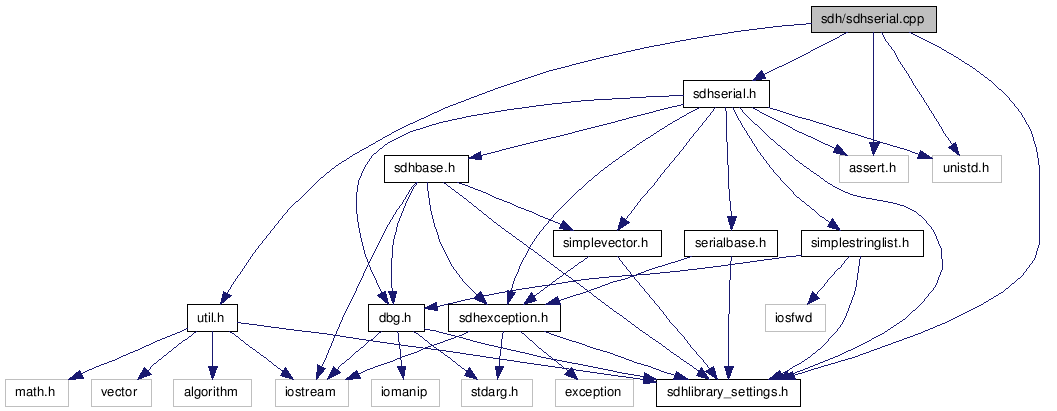 sdh/sdhserial.cpp
sdhserial.h
sdhbase.h
assert.h
unistd.h
simplevector.h
serialbase.h
simplestringlist.h
util.h
dbg.h
sdhexception.h
iosfwd
math.h
vector
algorithm
iostream
iomanip
stdarg.h
exception
sdhlibrary_settings.h